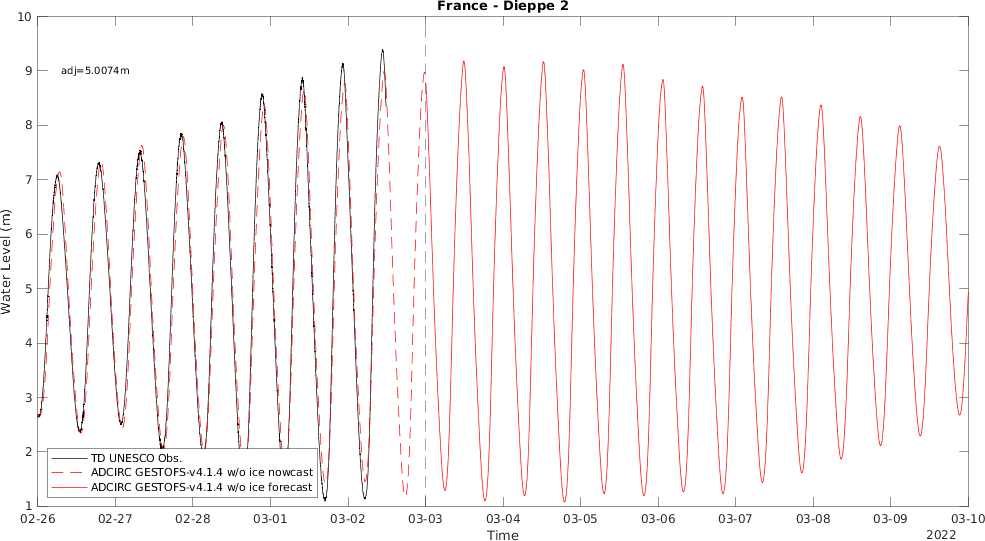 France - Dieppe 2
10
9
8
7
6
5
4
3
2
1
adj=5.0074m
Water Level (m)
TD UNESCO Obs.
ADCIRC GESTOFS-v4.1.4 w/o ice nowcast
ADCIRC GESTOFS-v4.1.4 w/o ice forecast
02-26 02-27 02-28 03-01 03-02 03-03 03-04 03-05 03-06 03-07 03-08 03-09 03-10
Time
2022